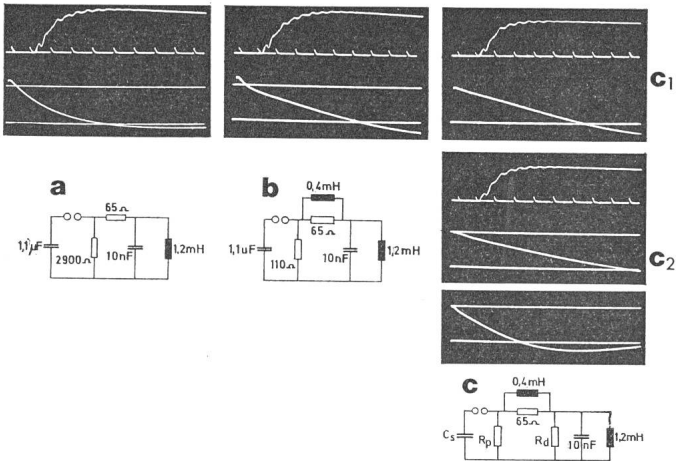 c1
c2
a
65Ω
1,1µF
2900Ω
10nF
1,2mH
b
0,4mH
65Ω
1,1uF
110Ω
10nF
1,2mH
c
0,4mH
65Ω
Cs
Rp
Rd
10nF
1,2mH